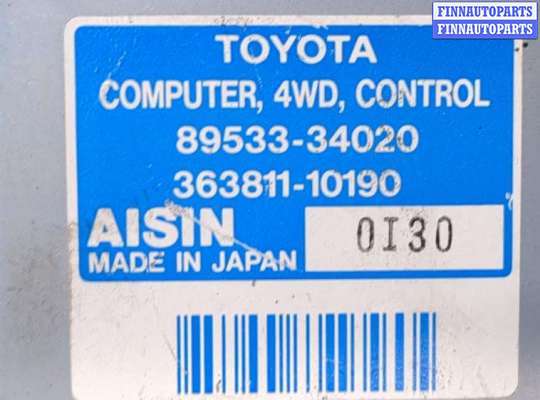 FINNAUTOPARTS
FINNAUTOPARTS
TOYOTA
COMPUTER, 4WD, CONTROL
89533-34020
363811-10190
AISIN
0I30
MADE IN JAPAN